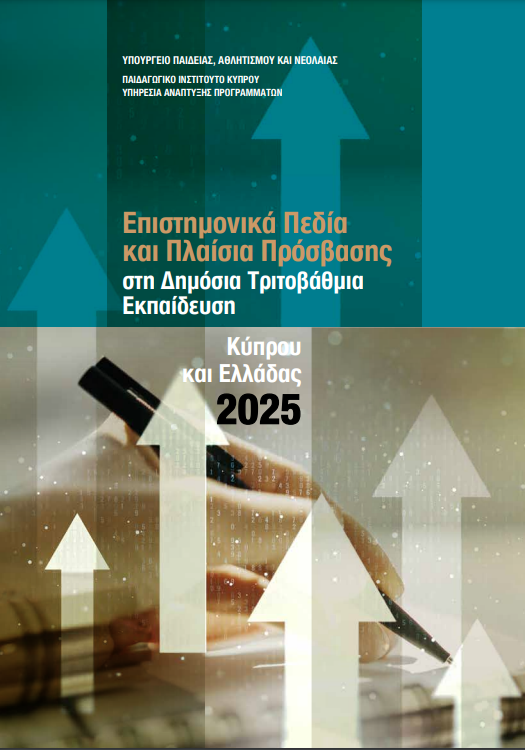 ΥΠΟΥΡΓΕΙΟ ΠΑΙΔΕΙΑΣ, ΑΘΛΗΤΙΣΜΟΥ ΚΑΙ ΝΕΟΛΑΙΑΣ
ΠΑΙΔΑΓΩΓΙΚΟ ΙΝΣΤΙΤΟΥΤΟ ΚΥΠΡΟΥ
ΥΠΗΡΕΣΙΑ ΑΝΑΠΤΥΞΗΣ ΠΡΟΓΡΑΜΜΑΤΩΝ
Επιστημονικά Πεδία
και Πλαίσια Πρόσβασης
στη Δημόσια Τριτοβάθμια
Εκπαίδευση
Κύπρου
και Ελλάδας
2025